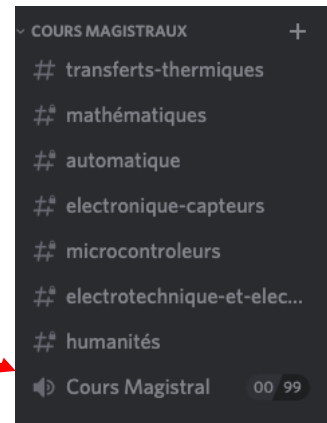 COURS MAGISTRAUX +
# transferts-thermiques
# mathématiques
# automatique
# electronique-capteurs
# microcontroleurs
# electrotechnique-et-elec...
# humanités
Cours Magistral 00 99